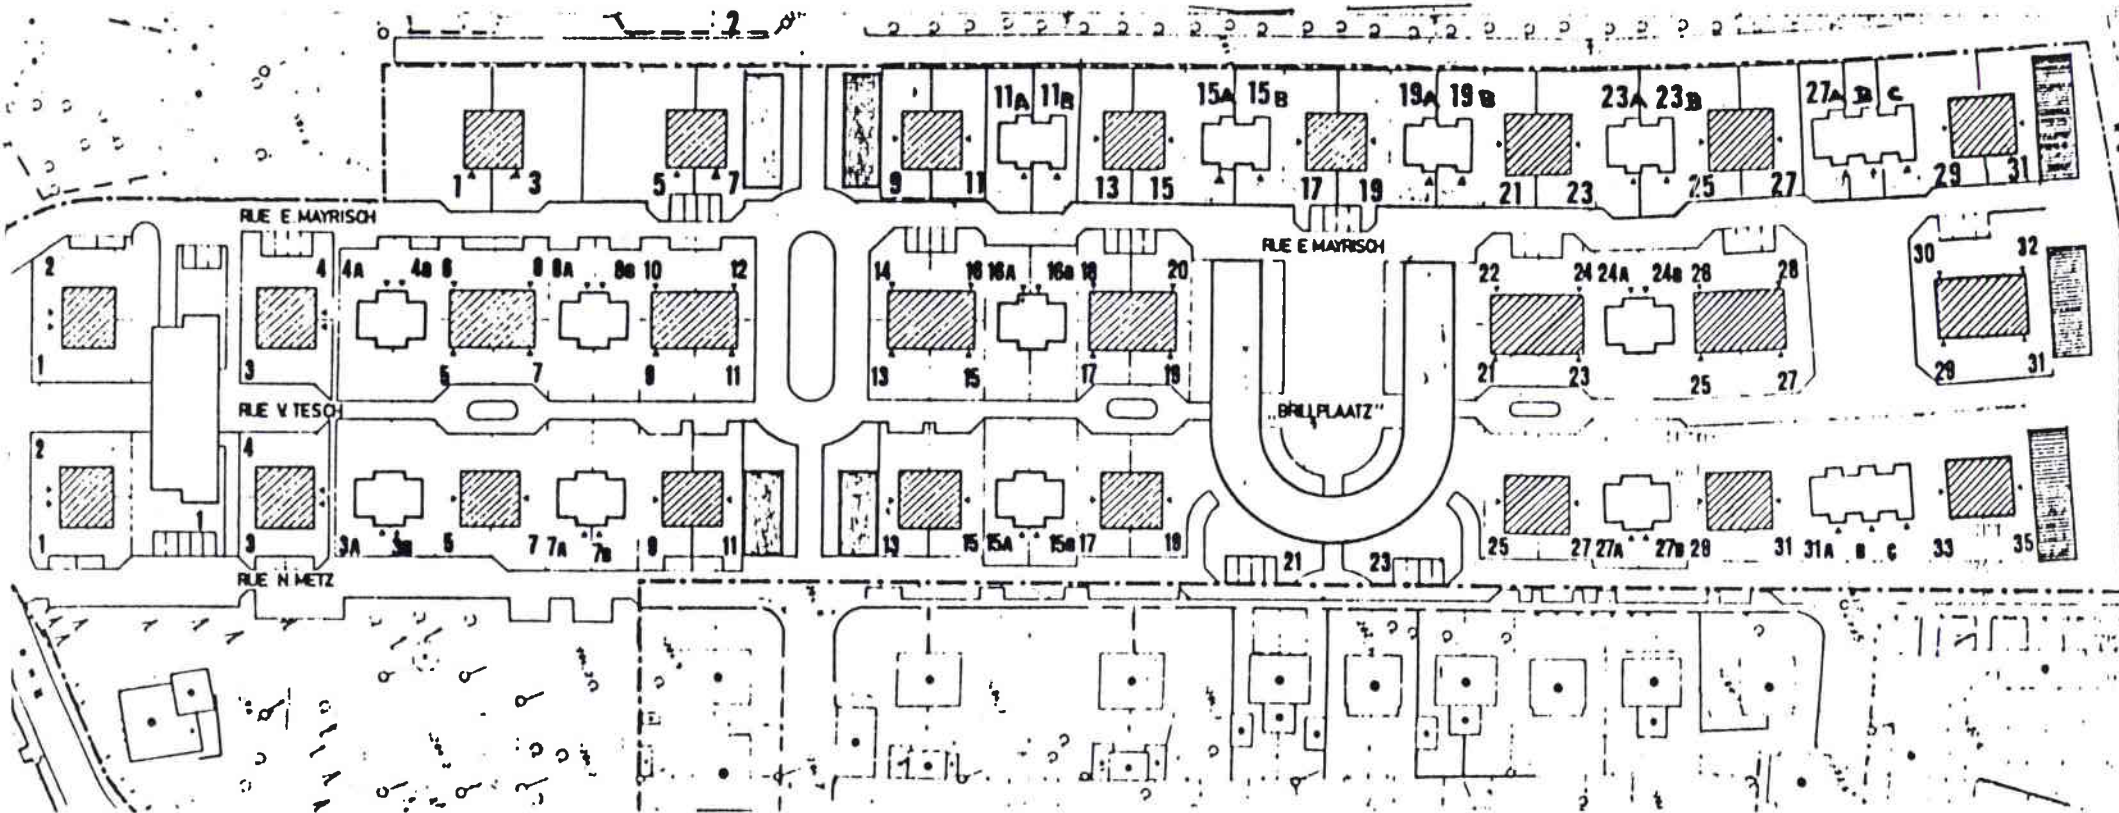 2
11A 11B 15A 15B 19A 19B 23A 23B 27A B C
1 3 5 7 9 11 13 15 17 19 21 23 25 27 29 31
RUE E. MAYRISCH
RUE E MAYRISCH
2 4 4A 4B 6 8 8A 8B 10 12 14 16 16A 16B 18 20 22 24 24A 24B 26 28 30 32
1 3 5 7 9 11 13 15 17 19 21 23 25 27 29 31
RUE V. TESCH
„BRILLPLAATZ"
2 4
1 1 3 3A 3B 5 7 7A 7B 9 11 13 15 15A 15B 17 19 21 23 25 27 27A 27B 29 31 31A B C 33 35
RUE N METZ